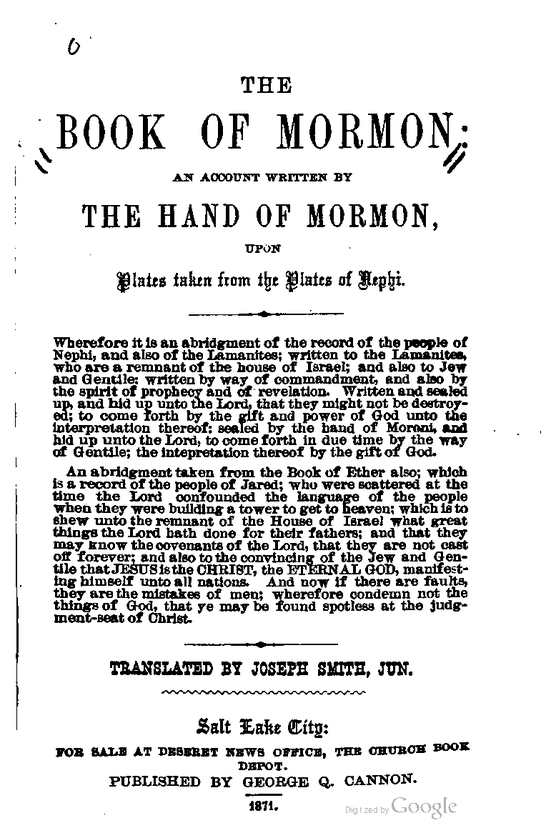 THE
BOOK OF MORMON:
AN ACCOUNT WRITTEN BY
THE HAND OF MORMON,
UPON
Plates taken from the Plates of Nephi.
Wherefore it is an abridgment of the record of the people of
Nephi, and also of the Lamanites; written to the Lamanites,
who are a remnant of the house of Israel; and also to Jew
and Gentile: written by way of commandment, and also by
the spirit of prophecy and of revelation. Written and sealed
up, and hid up unto the Lord, that they might not be destroy-
ed; to come forth by the gift and power of God unto the
interpretation thereof; sealed by the hand of Moroni, and
hid up unto the Lord, to come forth in due time by the way
of Gentile; the intepretation thereof by the gift of God.
An abridgment taken from the Book of Ether also; which
is a record of the people of Jared; who were scattered at the
time the Lord confounded the language of the people
when they were building a tower to get to heaven; which is to
shew unto the remnant of the House of Israel what great
things the Lord hath done for their fathers; and that they
may know the covenants of the Lord, that they are not cast
off forever; and also to the convincing of the Jew and Gen-
tile that JESUS is the CHRIST, the ETERNAL GOD, manifest-
ing himself unto all nations. And now if there are faults,
they are the mistakes of men; wherefore condemn not the
things of God, that ye may be found spotless at the judg-
ment-seat of Christ.
TRANSLATED BY JOSEPH SMITH, JUN.
Salt Lake City:
FOR SALE AT DESERET NEWS OFFICE, THE CHURCH BOOK
DEPOT.
PUBLISHED BY GEORGE Q. CANNON.
1871.
Digitized by Google